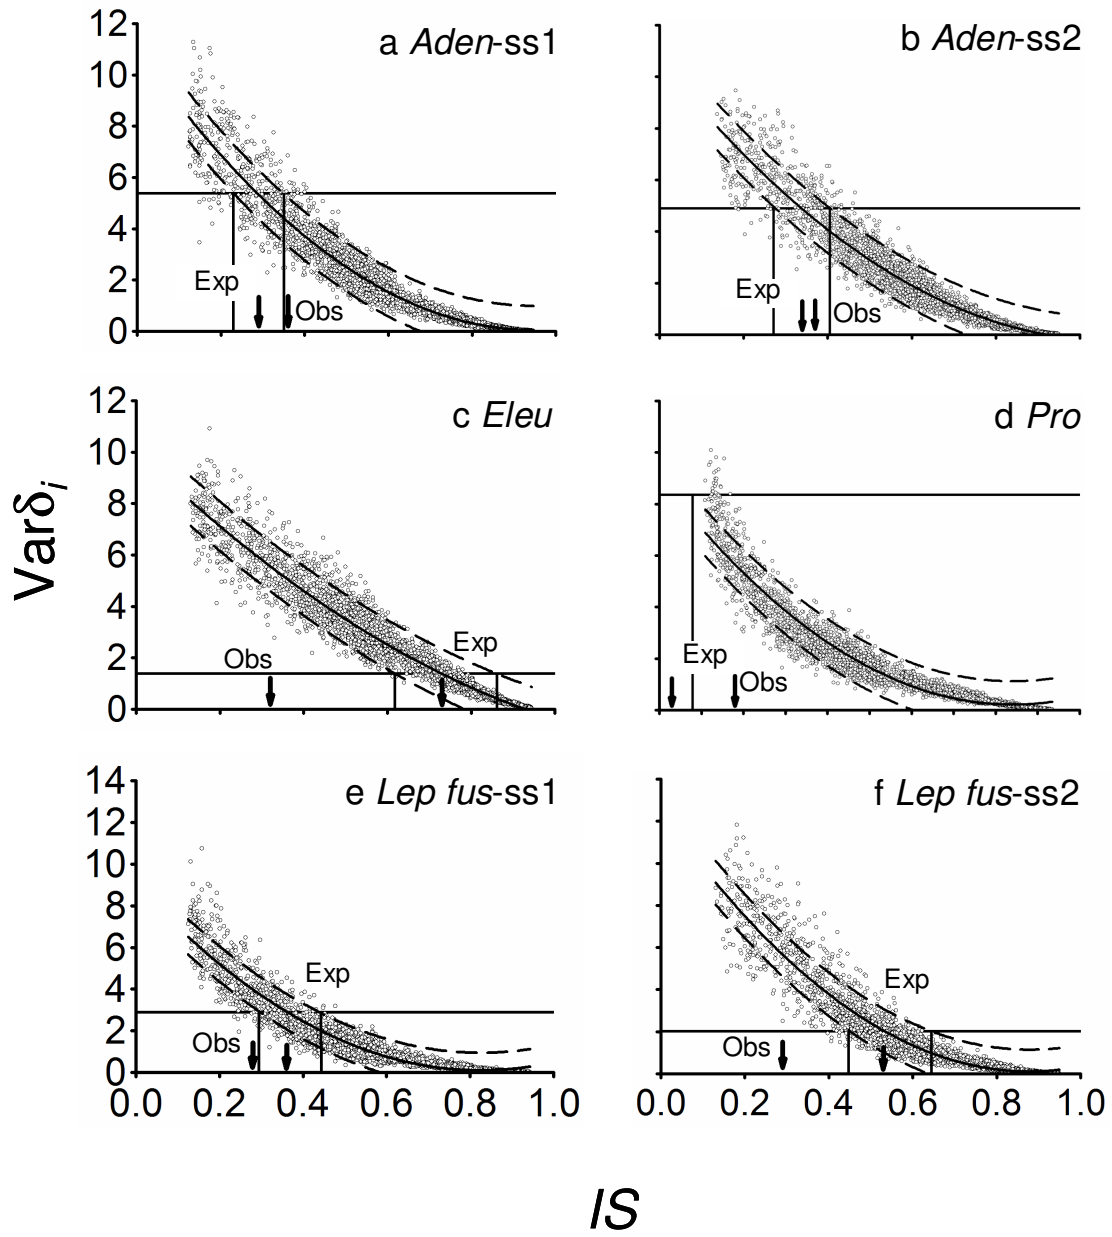 a Aden-ss1
12
10
8
6
4
2
0
Exp
Obs
b Aden-ss2
Exp
Obs
c Eleu
12
10
8
6
4
2
0
Obs
Exp
d Pro
Exp
Obs
Varδi
e Lep fus-ss1
14
12
10
8
6
4
2
0
Exp
Obs
0.0 0.2 0.4 0.6 0.8 1.0
f Lep fus-ss2
Exp
Obs
0.0 0.2 0.4 0.6 0.8 1.0
IS